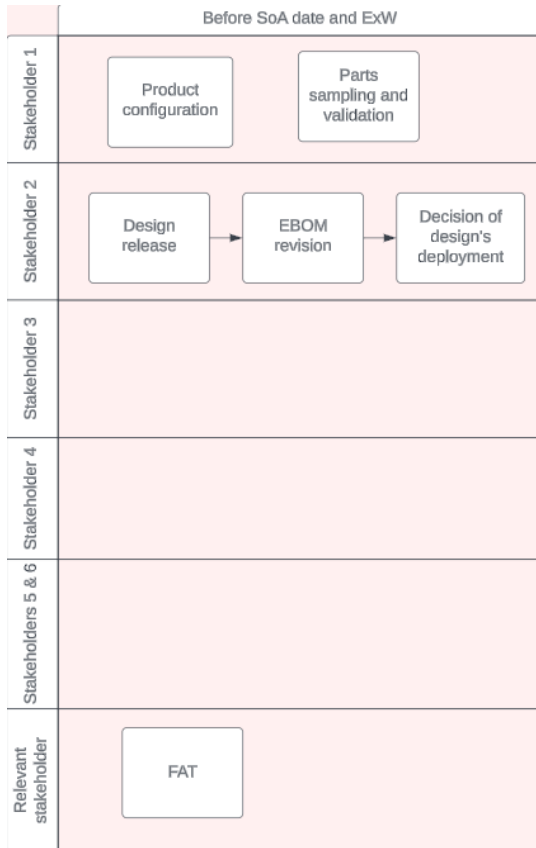 Before SoA date and ExW
Stakeholder 1
Product
configuration
Parts
sampling and
validation
Stakeholder 2
Design
release
EBOM
revision
Decision of
design's
deployment
Stakeholder 3
Stakeholder 4
Stakeholders 5 & 6
Relevant
stakeholder
FAT